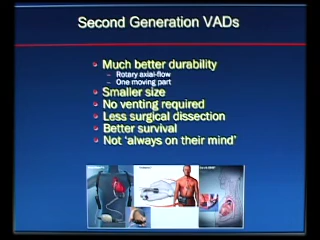 Second Generation VADs
• Much better durability
– Rotary axial-flow
– One moving part
• Smaller size
• No venting required
• Less surgical dissection
• Better survival
• Not 'always on their mind'